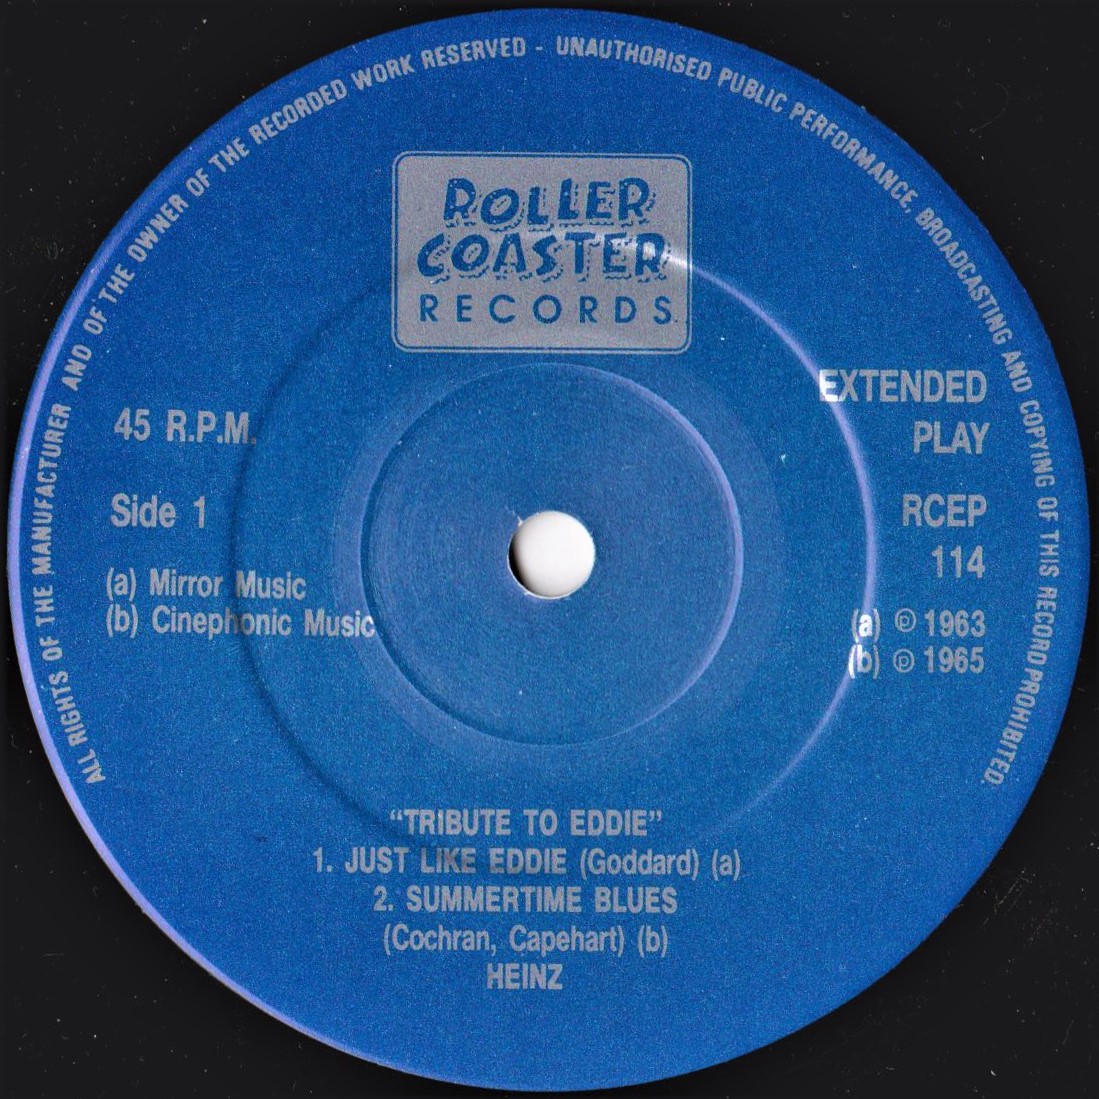 ALL RIGHTS OF THE MANUFACTURER AND OF THE OWNER OF THE RECORDED WORK RESERVED - UNAUTHORISED PUBLIC PERFORMANCE, BROADCASTING AND COPYING OF THIS RECORD PROHIBITED.
ROLLER
COASTER
RECORDS
EXTENDED
PLAY
45 R.P.M.
Side 1
RCEP
114
(a) Mirror Music
(b) Cinephonic Music
(a) ℗ 1963
(b) ℗ 1965
“TRIBUTE TO EDDIE”
1. JUST LIKE EDDIE (Goddard) (a)
2. SUMMERTIME BLUES
(Cochran, Capehart) (b)
HEINZ